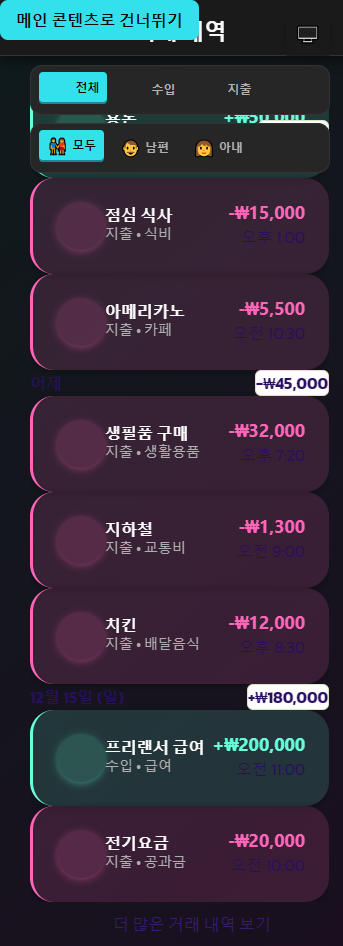 메인 콘텐츠로 건너뛰기
내역
전체 수입 지출
용돈 +₩50,000
모두 남편 아내
점심 식사 -₩15,000
지출 • 식비 오후 1:00
아메리카노 -₩5,500
지출 • 카페 오전 10:30
어제 -₩45,000
생필품 구매 -₩32,000
지출 • 생활용품 오후 7:20
지하철 -₩1,300
지출 • 교통비 오전 9:00
치킨 -₩12,000
지출 • 배달음식 오후 8:30
12월 15일 (일) +₩180,000
프리랜서 급여 +₩200,000
수입 • 급여 오전 11:00
전기요금 -₩20,000
지출 • 공과금 오전 10:00
더 많은 거래 내역 보기